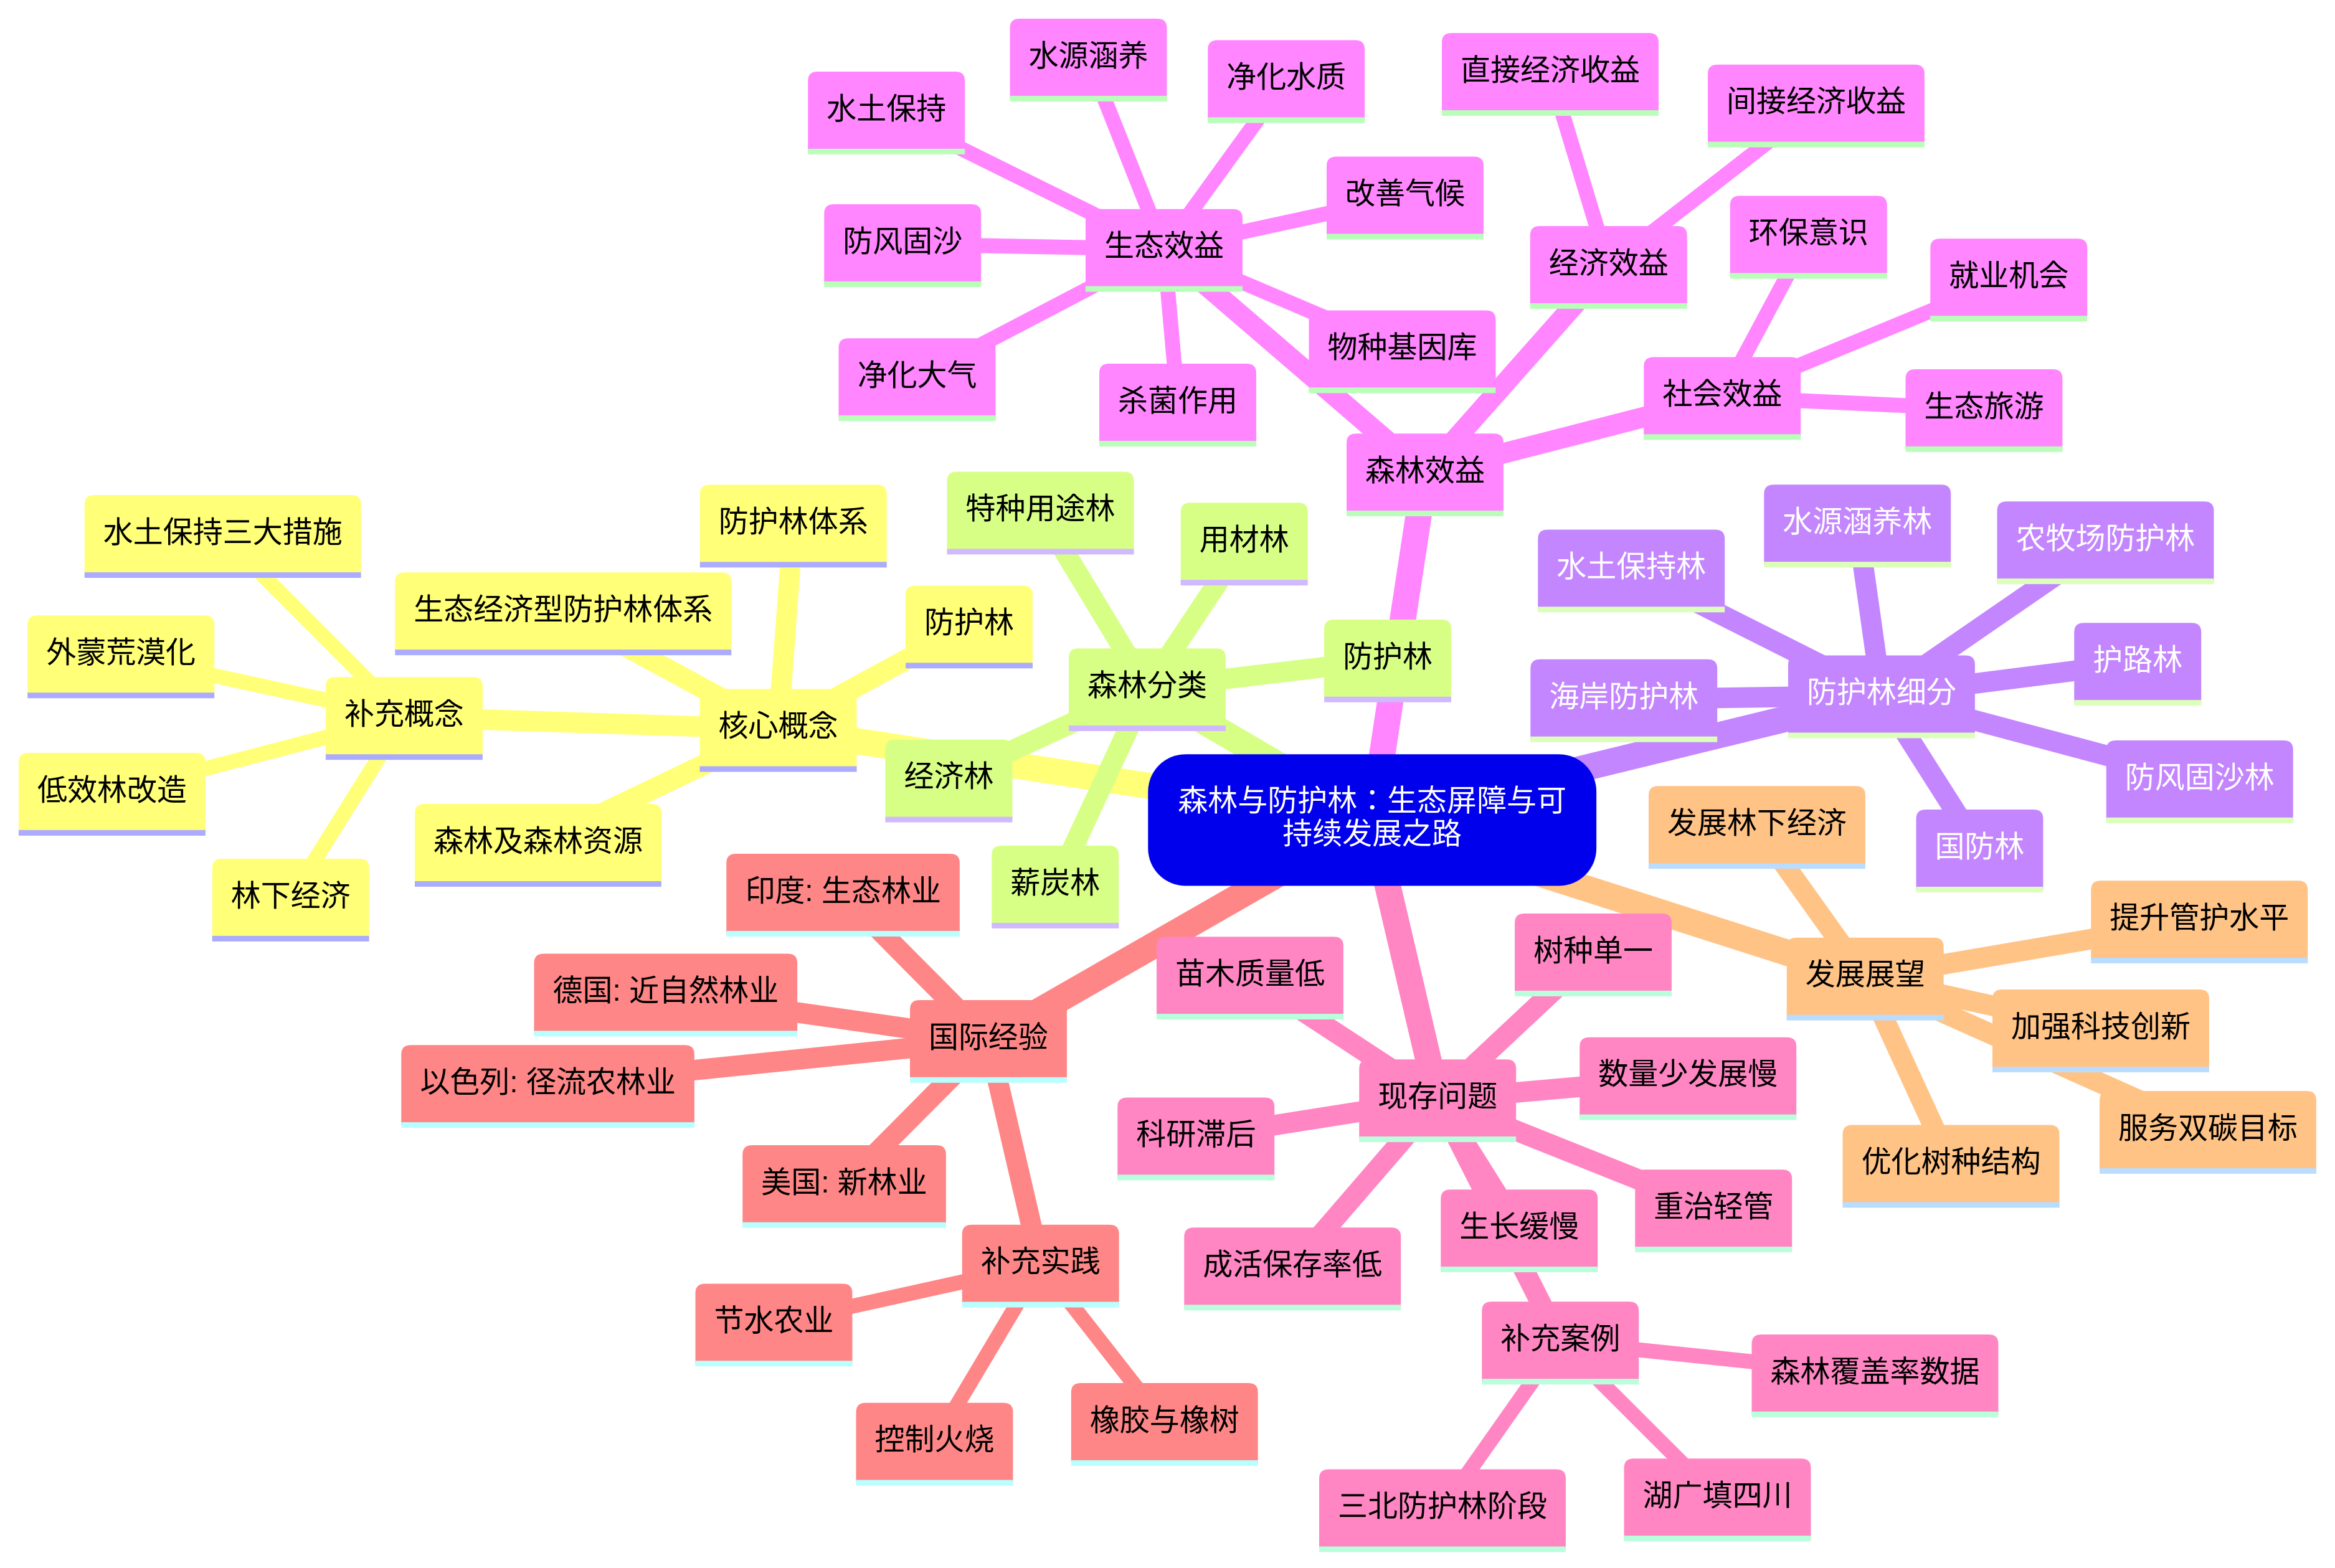 森林与防护林：生态屏障与可
持续发展之路
核心概念
防护林
防护林体系
生态经济型防护林体系
森林及森林资源
补充概念
水土保持三大措施
外蒙荒漠化
低效林改造
林下经济
森林分类
特种用途林
用材林
防护林
经济林
薪炭林
森林效益
生态效益
水土保持
水源涵养
净化水质
改善气候
防风固沙
净化大气
杀菌作用
物种基因库
经济效益
直接经济收益
间接经济收益
社会效益
环保意识
就业机会
生态旅游
防护林细分
水土保持林
水源涵养林
农牧场防护林
护路林
海岸防护林
防风固沙林
国防林
发展展望
发展林下经济
提升管护水平
加强科技创新
服务双碳目标
优化树种结构
现存问题
苗木质量低
树种单一
数量少发展慢
科研滞后
重治轻管
成活保存率低
生长缓慢
补充案例
森林覆盖率数据
三北防护林阶段
湖广填四川
国际经验
印度: 生态林业
德国: 近自然林业
以色列: 径流农林业
美国: 新林业
补充实践
节水农业
控制火烧
橡胶与橡树